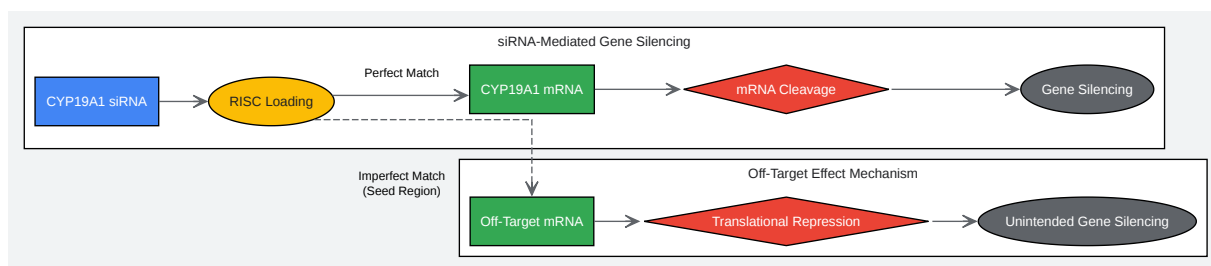 siRNA-Mediated Gene Silencing
CYP19A1 siRNA
RISC Loading
Perfect Match
CYP19A1 mRNA
mRNA Cleavage
Gene Silencing
Imperfect Match
(Seed Region)
Off-Target Effect Mechanism
Off-Target mRNA
Translational Repression
Unintended Gene Silencing